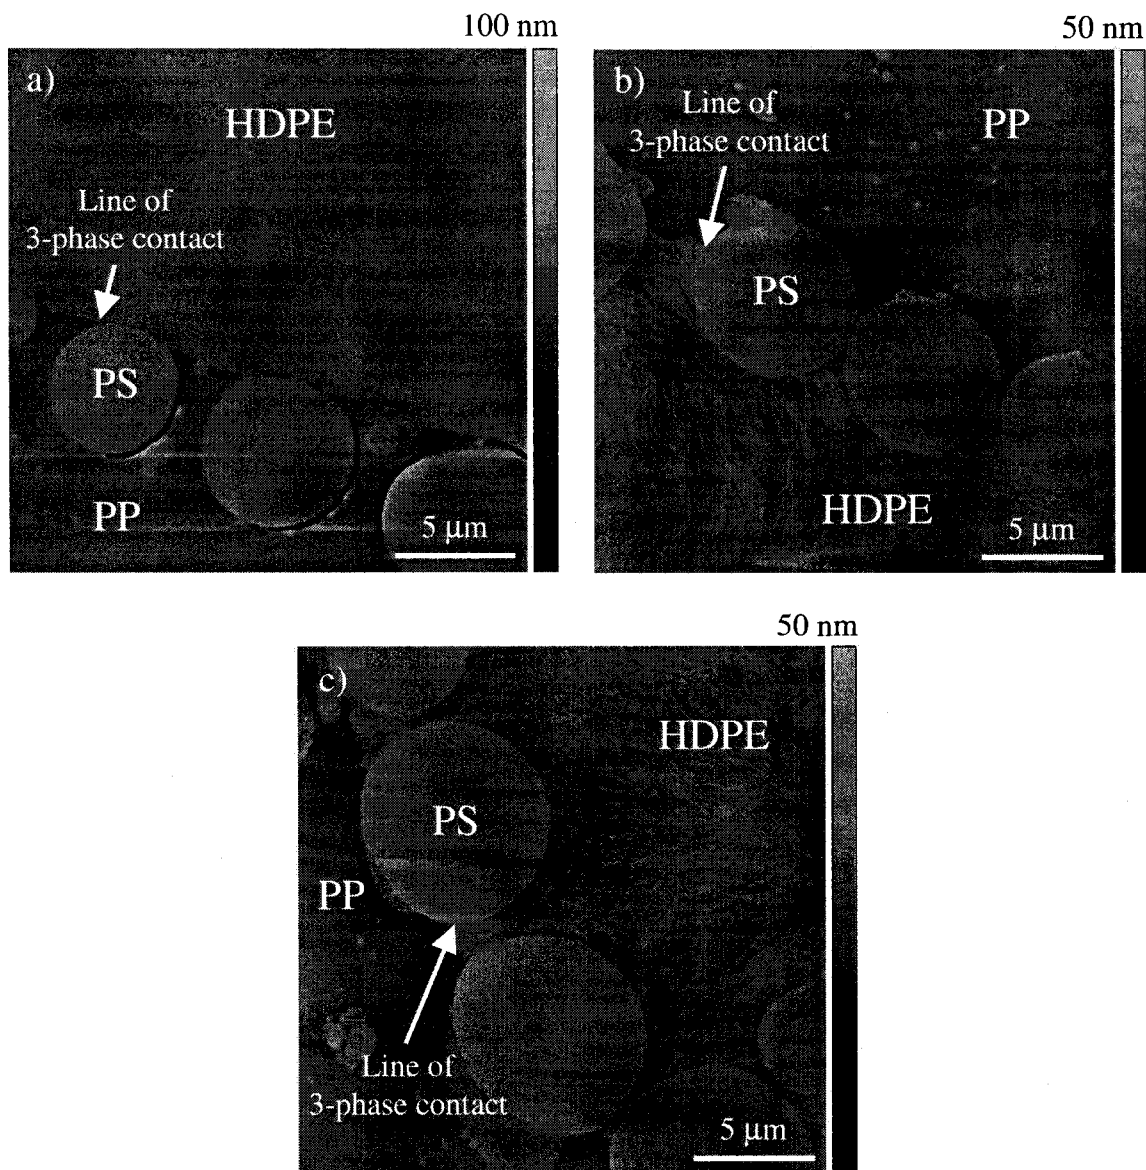 100 nm
a)
HDPE
Line of
3-phase contact
PS
PP
5 μm
50 nm
b)
Line of
3-phase contact
PP
PS
HDPE
5 μm
50 nm
c)
HDPE
PS
PP
Line of
3-phase contact
5 μm